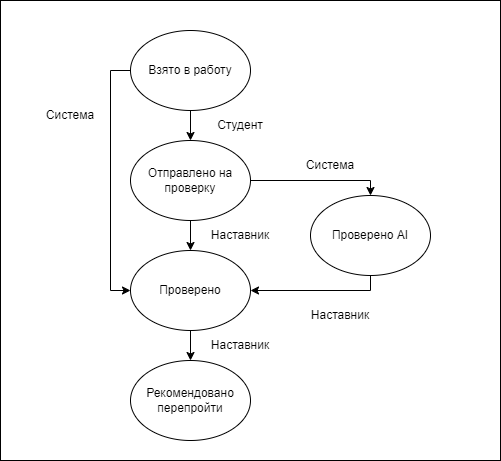 Взято в работу
Система
Студент
Система
Отправлено на
проверку
Наставник
Проверено AI
Проверено
Наставник
Наставник
Рекомендовано
перепройти